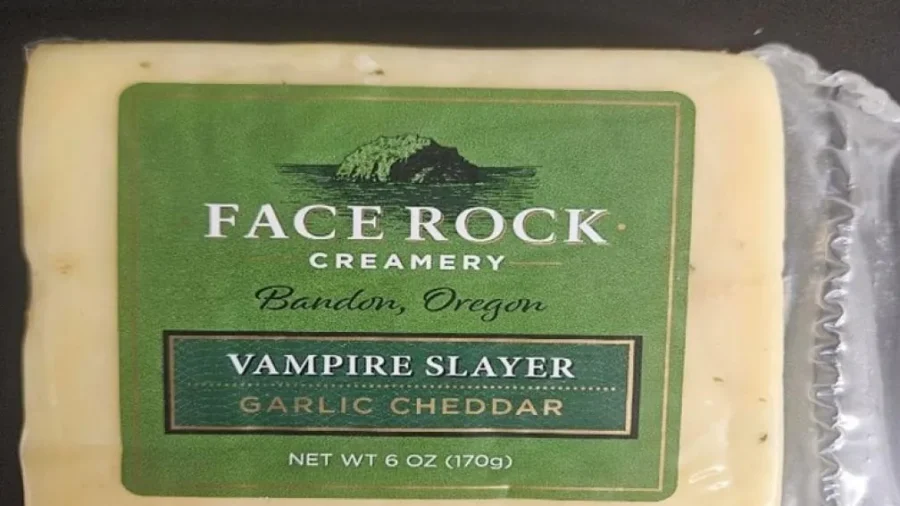 FACE ROCK
CREAMERY
Bandon, Oregon
VAMPIRE SLAYER
GARLIC CHEDDAR
NET WT 6 OZ (170g)